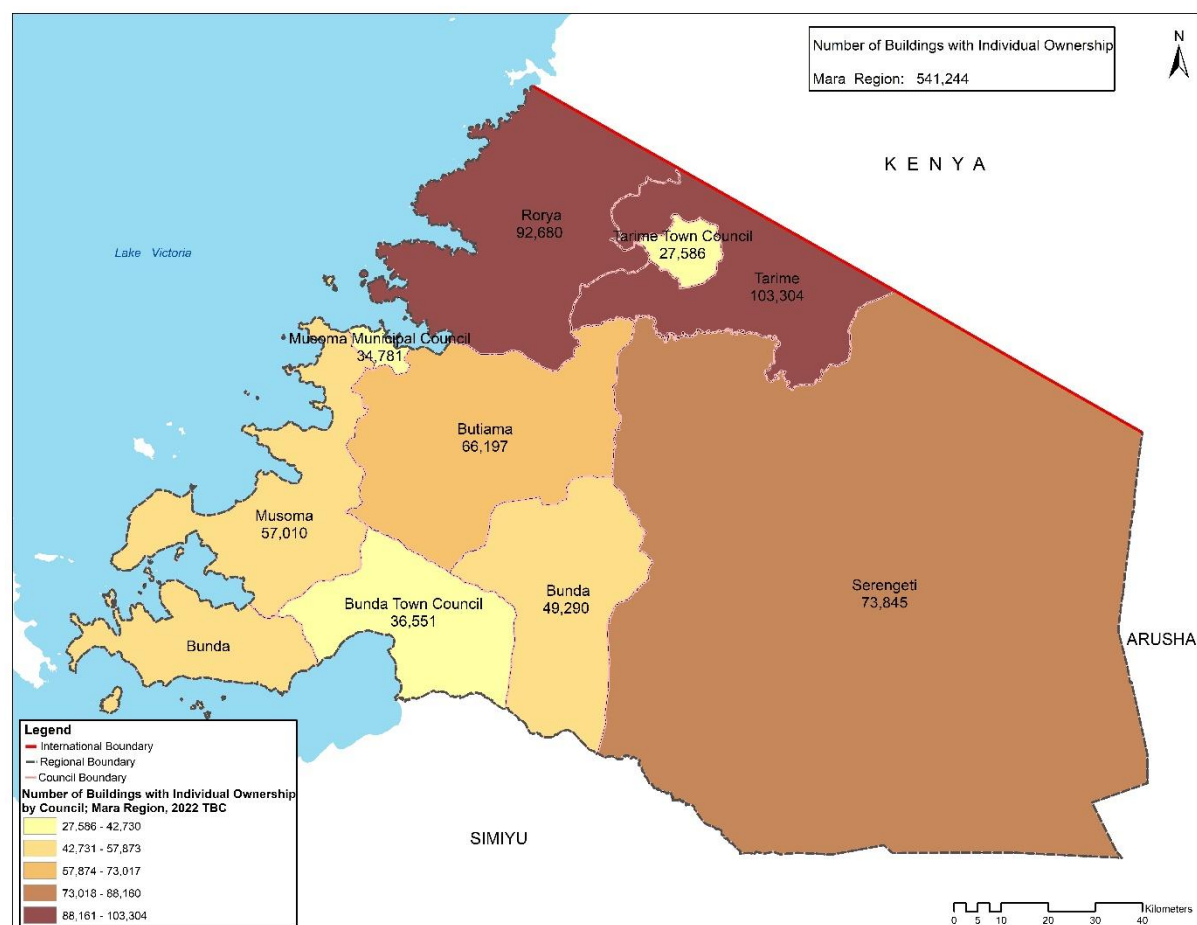 Number of Buildings with Individual Ownership
Mara Region: 541,244
N
KENYA
Lake Victoria
Rorya
92,680
Tarime Town Council
27,586
Tarime
103,304
Musoma Municipal Council
34,781
Butiama
66,197
Musoma
57,010
Bunda Town Council
36,551
Bunda
49,290
Serengeti
73,845
Bunda
ARUSHA
SIMIYU
Legend
International Boundary
Regional Boundary
Council Boundary
Number of Buildings with Individual Ownership
by Council; Mara Region, 2022 TBC
27,586 - 42,730
42,731 - 57,873
57,874 - 73,017
73,018 - 88,160
88,161 - 103,304
Kilometers
0 5 10 20 30 40